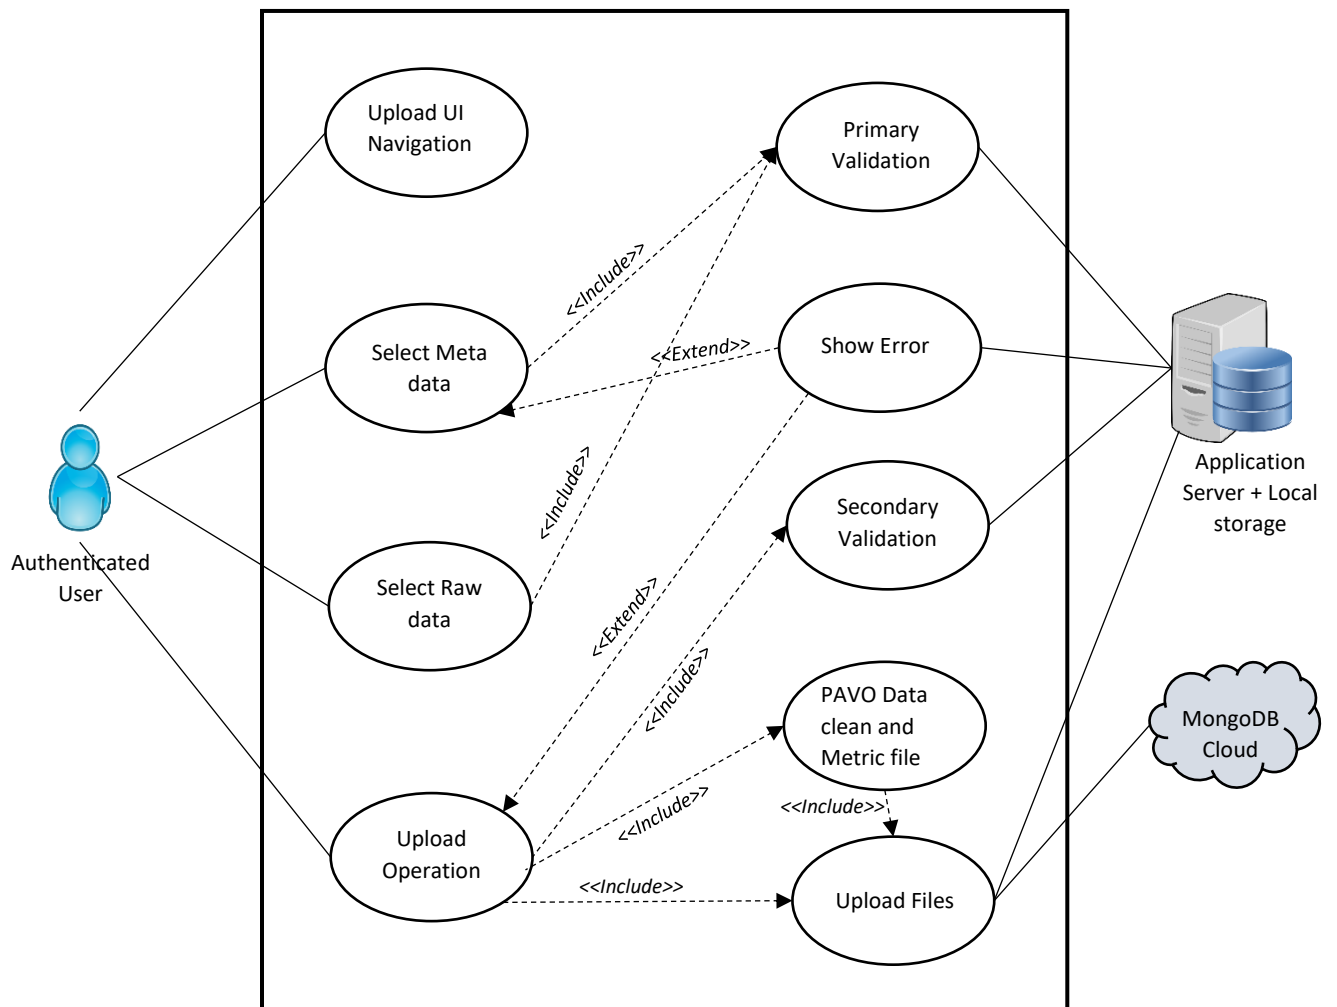 Upload UI
Navigation
Primary
Validation
<<Include>>
Select Meta
data
<<Extend>>
Show Error
<<Include>>
Application
Server + Local
storage
Authenticated
User
Select Raw
data
Secondary
Validation
<<Extend>>
<<Include>>
PAVO Data
clean and
Metric file
MongoDB
Cloud
<<Include>>
<<Include>>
Upload
Operation
<<Include>>
Upload Files